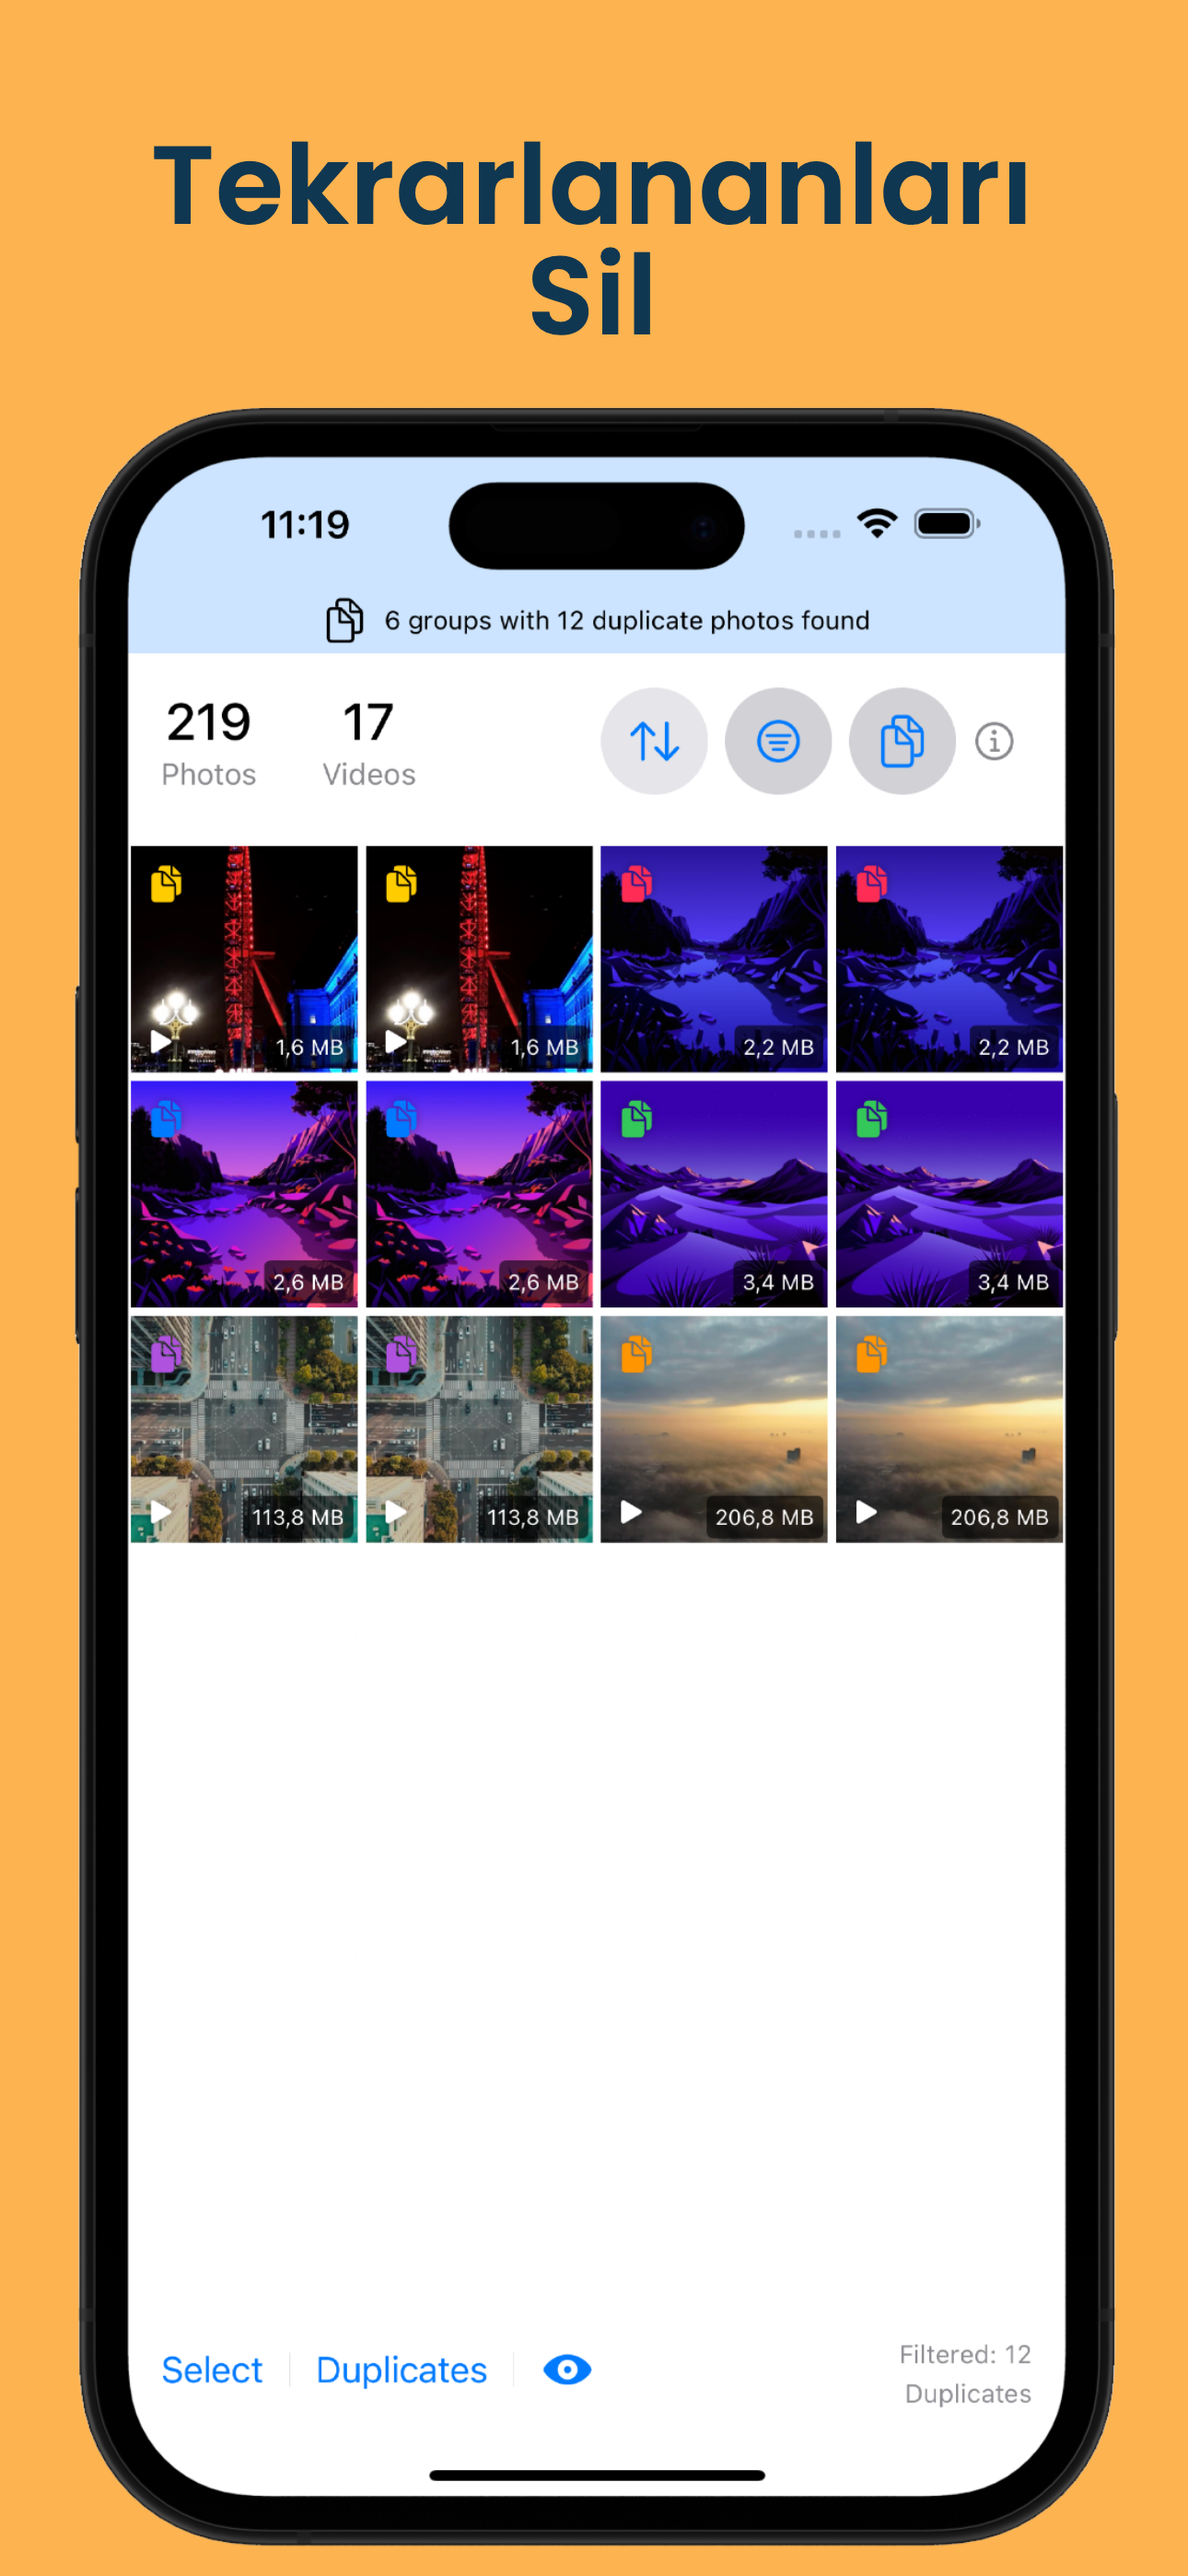 Tekrarlananları
Sil
11:19
6 groups with 12 duplicate photos found
219
Photos
17
Videos
1,6 MB
1,6 MB
2,2 MB
2,2 MB
2,6 MB
2,6 MB
3,4 MB
3,4 MB
113,8 MB
113,8 MB
206,8 MB
206,8 MB
Select
Duplicates
Filtered: 12
Duplicates